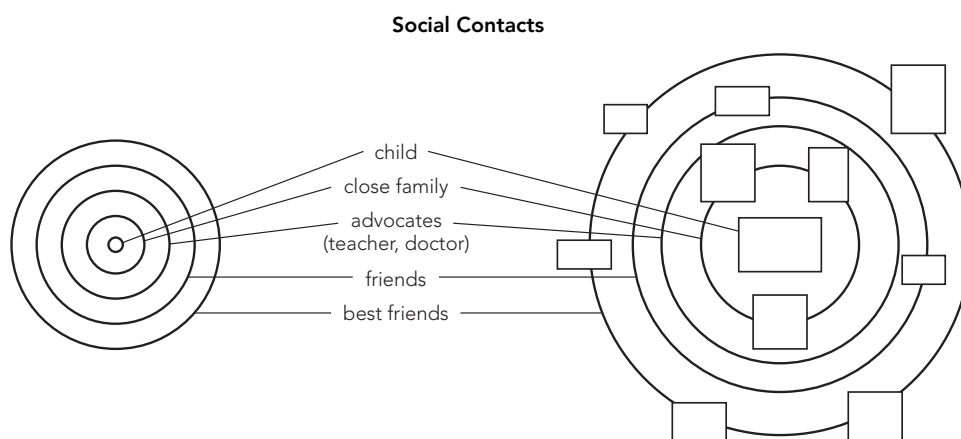 Social Contacts
child
close family
advocates
(teacher, doctor)
friends
best friends